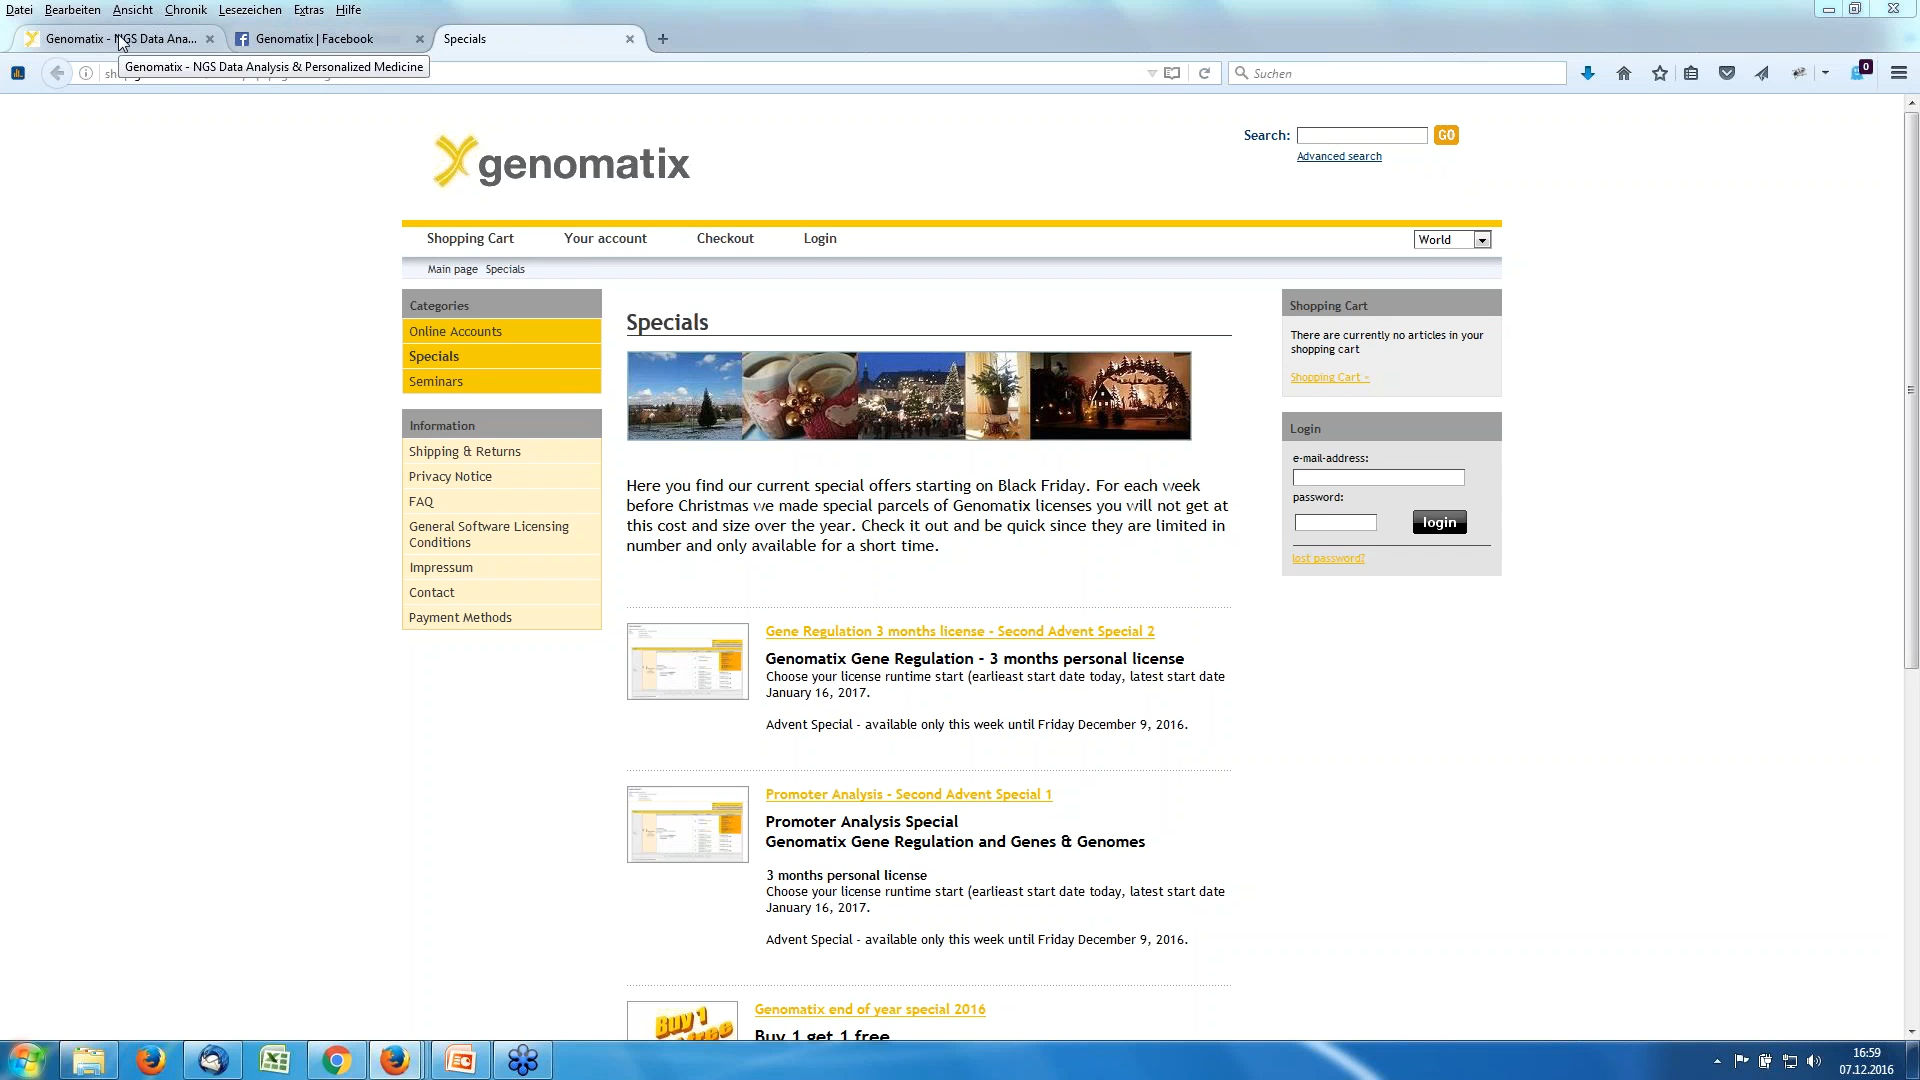 Datei Bearbeiten Ansicht Chronik Lesezeichen Extras Hilfe
Genomatix - NGS Data Ana...
Genomatix | Facebook
Specials
Genomatix - NGS Data Analysis & Personalized Medicine
Suchen
0
genomatix
Search:
GO
Advanced search
Shopping Cart Your account Checkout Login
World
Main page Specials
Categories
Online Accounts
Specials
Seminars
Information
Shipping & Returns
Privacy Notice
FAQ
General Software Licensing
Conditions
Impressum
Contact
Payment Methods
Specials
Here you find our current special offers starting on Black Friday. For each week
before Christmas we made special parcels of Genomatix licenses you will not get at
this cost and size over the year. Check it out and be quick since they are limited in
number and only available for a short time.
Gene Regulation 3 months license - Second Advent Special 2
Genomatix Gene Regulation - 3 months personal license
Choose your license runtime start (earlieast start date today, latest start date
January 16, 2017.
Advent Special - available only this week until Friday December 9, 2016.
Promoter Analysis - Second Advent Special 1
Promoter Analysis Special
Genomatix Gene Regulation and Genes & Genomes
3 months personal license
Choose your license runtime start (earlieast start date today, latest start date
January 16, 2017.
Advent Special - available only this week until Friday December 9, 2016.
Buy 1
Genomatix end of year special 2016
Buy 1 get 1 free
Shopping Cart
There are currently no articles in your
shopping cart
Shopping Cart »
Login
e-mail-address:
password:
login
lost password?
16:59
07.12.2016